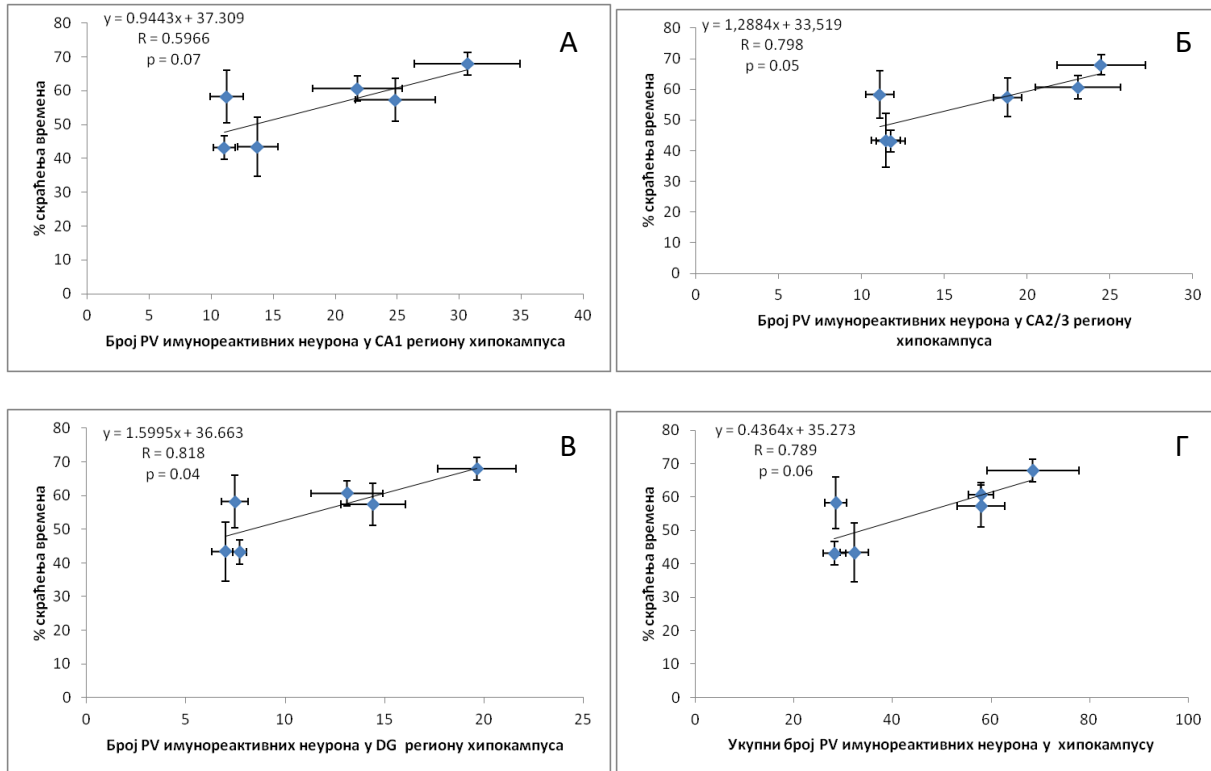 y = 0.9443x + 37.309
R = 0.5966
p = 0.07
А
% скраћења времена
80
70
60
50
40
30
20
10
0
0 5 10 15 20 25 30 35 40
Број PV имунореактивних неурона у CA1 региону хипокампуса
y = 1,2884x + 33,519
R = 0.798
p = 0.05
Б
% скраћења времена
80
70
60
50
40
30
20
10
0
0 5 10 15 20 25 30
Број PV имунореактивних неурона у CA2/3 региону
хипокампуса
y = 1.5995x + 36.663
R = 0.818
p = 0.04
В
% скраћења времена
80
70
60
50
40
30
20
10
0
0 5 10 15 20 25
Број PV имунореактивних неурона у DG региону хипокампуса
y = 0.4364x + 35.273
R = 0.789
p = 0.06
Г
% скраћења времена
80
70
60
50
40
30
20
10
0
0 20 40 60 80 100
Укупни број PV имунореактивних неурона у хипокампусу